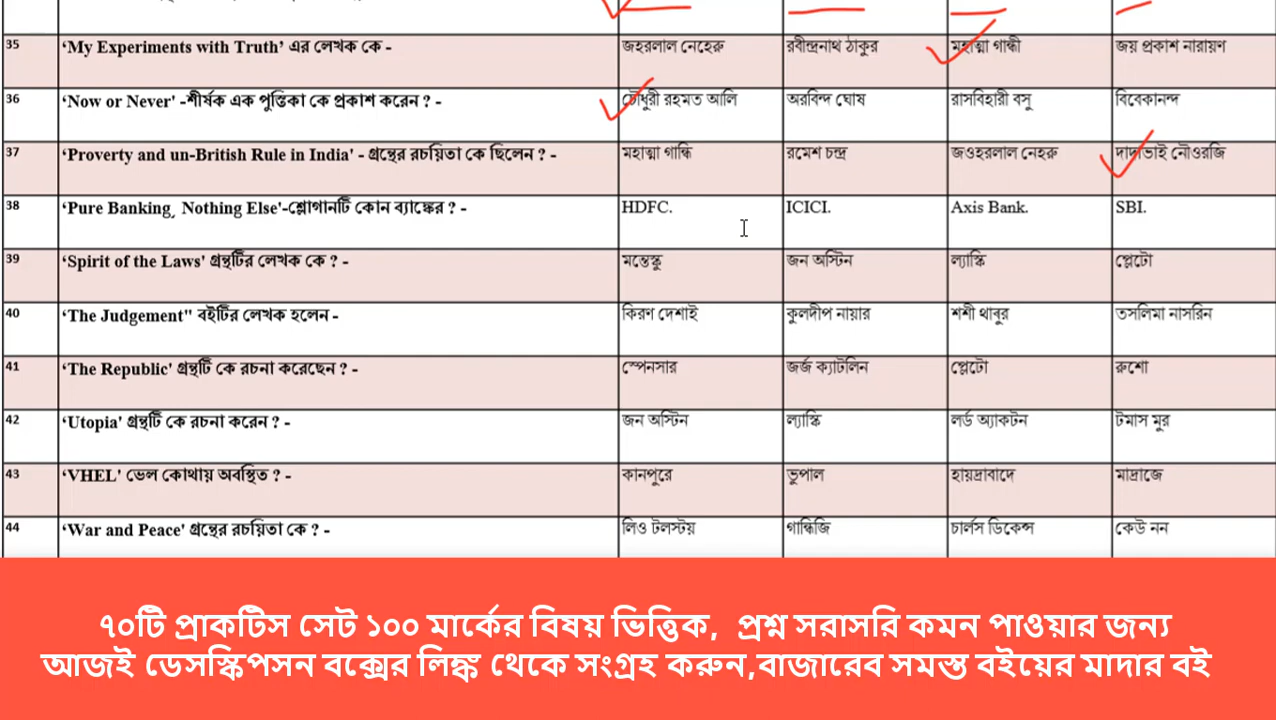 35 ‘My Experiments with Truth’ এর লেখক কে - জহরলাল নেহেরু রবীন্দ্রনাথ ঠাকুর মহাত্মা গান্ধী জয় প্রকাশ নারায়ণ
36 ‘Now or Never' -শীর্ষক এক পুস্তিকা কে প্রকাশ করেন ? - চৌধুরী রহমত আলি অরবিন্দ ঘোষ রাসবিহারী বসু বিবেকানন্দ
37 ‘Proverty and un-British Rule in India' - গ্রন্থের রচয়িতা কে ছিলেন ? - মহাত্মা গান্ধি রমেশ চন্দ্র জওহরলাল নেহরু দাদাভাই নৌওরজি
38 ‘Pure Banking, Nothing Else'-শ্লোগানটি কোন ব্যাঙ্কের ? - HDFC. ICICI. Axis Bank. SBI.
39 ‘Spirit of the Laws' গ্রন্থটির লেখক কে ? - মন্তেস্কু জন অস্টিন ল্যাস্কি প্লেটো
40 ‘The Judgement" বইটির লেখক হলেন - কিরণ দেশাই কুলদীপ নায়ার শশী থাবুর তসলিমা নাসরিন
41 ‘The Republic' গ্রন্থটি কে রচনা করেছেন ? - স্পেনসার জর্জ ক্যাটলিন প্লেটো রুশো
42 ‘Utopia' গ্রন্থটি কে রচনা করেন ? - জন অস্টিন ল্যাস্কি লর্ড অ্যাকটন টমাস মুর
43 ‘VHEL' ভেল কোথায় অবস্থিত ? - কানপুরে ভুপাল হায়দ্রাবাদে মাদ্রাজে
44 ‘War and Peace' গ্রন্থের রচয়িতা কে ? - লিও টলস্টয় গান্ধিজি চার্লস ডিকেন্স কেউ নন
৭০টি প্রাকটিস সেট ১০০ মার্কের বিষয় ভিত্তিক, প্রশ্ন সরাসরি কমন পাওয়ার জন্য
আজই ডেসস্কিপসন বক্সের লিঙ্ক থেকে সংগ্রহ করুন,বাজারেব সমস্ত বইয়ের মাদার বই